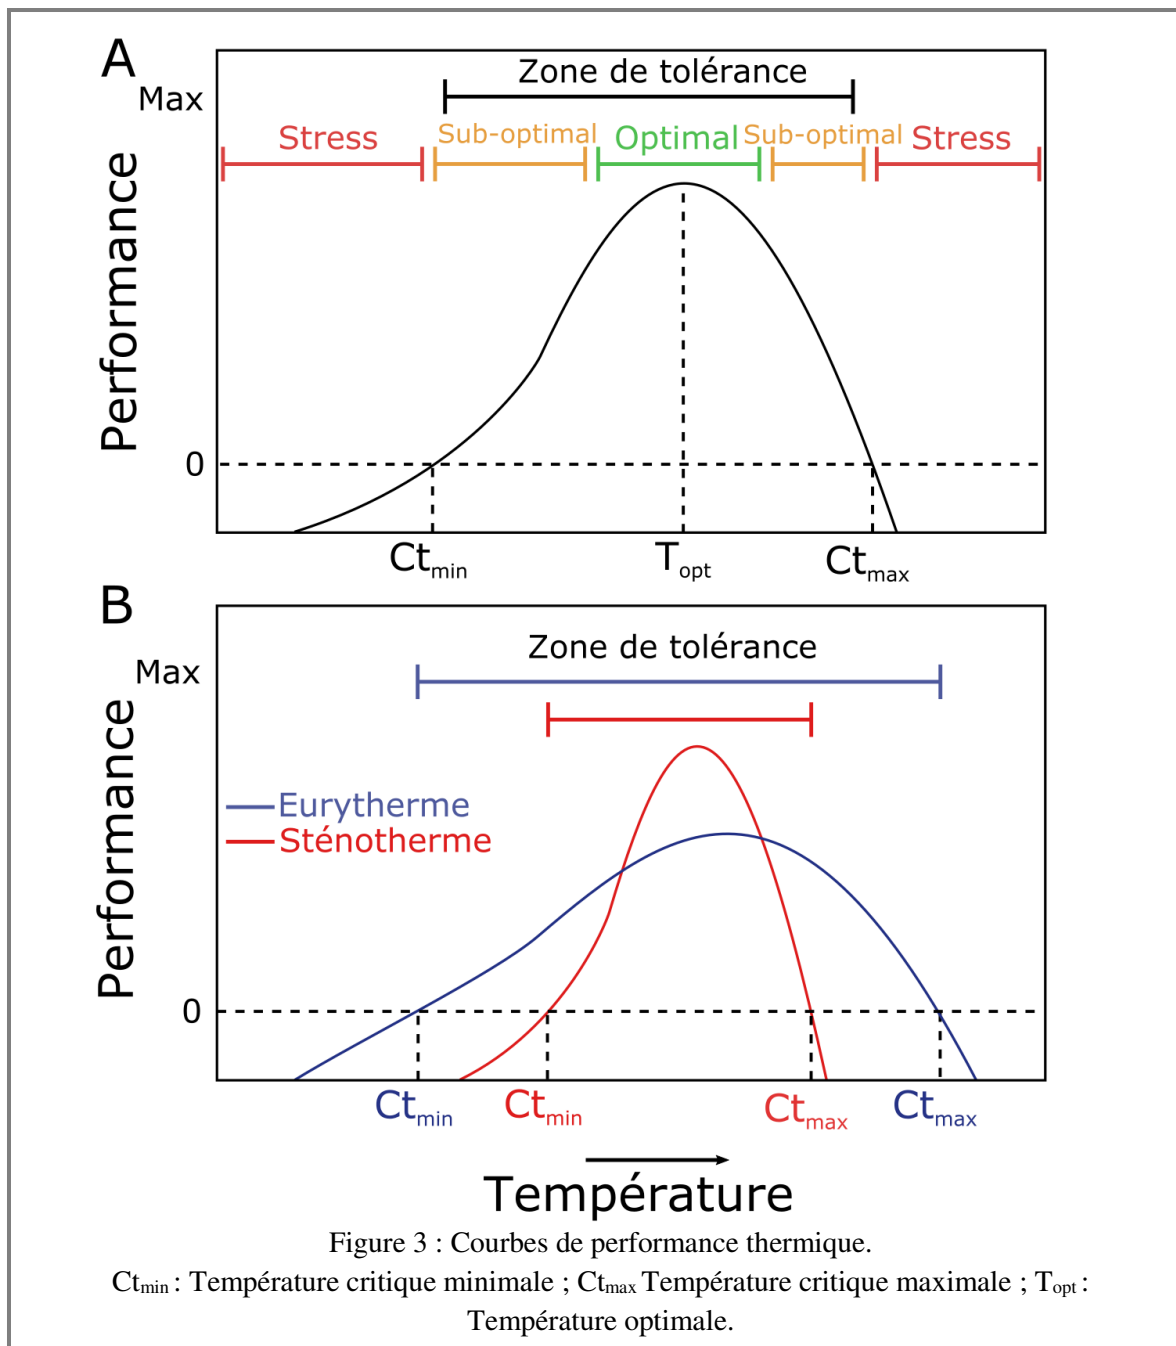 A
Zone de tolérance
Max
Stress
Sub-optimal
Optimal
Sub-optimal
Stress
Performance
0
Ctmin
Topt
Ctmax
B
Zone de tolérance
Max
Performance
Eurytherme
Sténotherme
0
Ctmin
Ctmin
Ctmax
Ctmax
Température
Figure 3 : Courbes de performance thermique.
Ctmin : Température critique minimale ; Ctmax Température critique maximale ; Topt :
Température optimale.